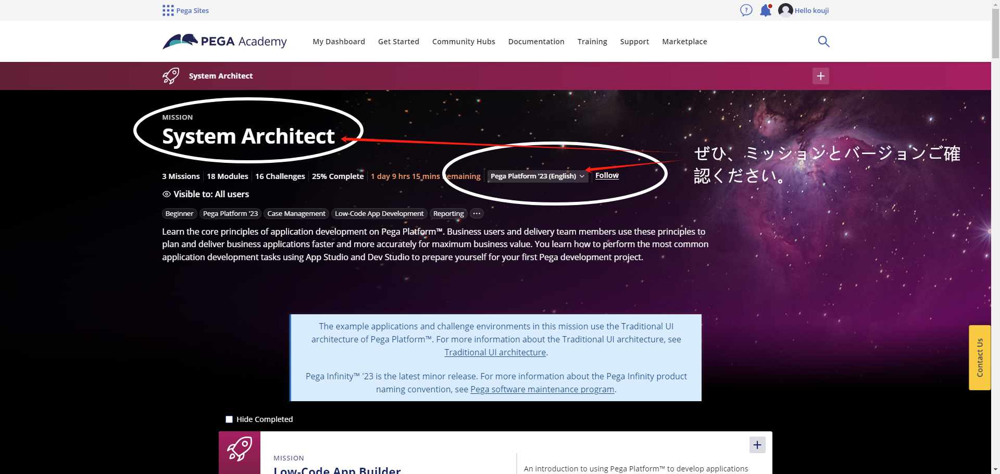 Pega Sites
Hello kouji
PEGA Academy
My Dashboard
Get Started
Community Hubs
Documentation
Training
Support
Marketplace
System Architect
MISSION
System Architect
ぜひ、ミッションとバージョンご確
認ください。
3 Missions
18 Modules
16 Challenges
25% Complete
1 day 9 hrs 15 mins remaining
Pega Platform '23 (English)
Follow
Visible to: All users
Beginner
Pega Platform '23
Case Management
Low-Code App Development
Reporting
Learn the core principles of application development on Pega Platform™. Business users and delivery team members use these principles to
plan and deliver business applications faster and more accurately for maximum business value. You learn how to perform the most common
application development tasks using App Studio and Dev Studio to prepare yourself for your first Pega development project.
The example applications and challenge environments in this mission use the Traditional UI
architecture of Pega Platform™. For more information about the Traditional UI architecture, see
Traditional UI architecture.
Pega Infinity™ '23 is the latest minor release. For more information about the Pega Infinity product
naming convention, see Pega software maintenance program.
Contact Us
Hide Completed
MISSION
Low-Code App Builder
An introduction to using Pega Platform™ to develop applications